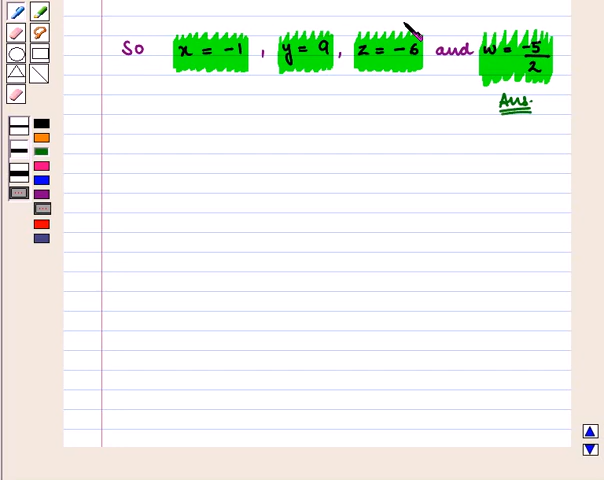 So x = -1 , y = 9 , z = -6 and w = -5/2
Ans.